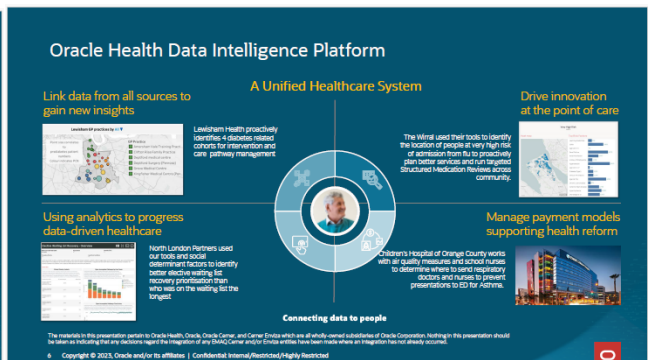 Oracle Health Data Intelligence Platform
A Unified Healthcare System
Link data from all sources to
gain new insights
Lewisham GP practices by
GP Practice
Lewisham Health proactively
identifies 4 diabetes related
cohorts for intervention and
care pathway management
Drive innovation
at the point of care
The Wirral used their tools to identify
the location of people at very high risk
of admission from flu to proactively
plan better services and run targeted
Structured Medication Reviews across
community.
Using analytics to progress
data-driven healthcare
North London Partners used
our tools and social
determinant factors to identify
better elective waiting list
recovery prioritisation than
who was on the waiting list the
longest
Manage payment models
supporting health reform
Children's Hospital of Orange County works
with air quality measures and school nurses
to determine where to send respiratory
doctors and nurses to prevent
presentations to ED for Asthma.
Connecting data to people
The materials in this presentation pertain to Oracle Health, Oracle, Oracle Cerner, and Cerner Enviza which are all wholly-owned subsidiaries of Oracle Corporation. Nothing in this presentation should
be taken as indicating that any decisions regarding the integration of any EMAQ Cerner and/or Enviza entities have been made where an integration has not already occurred.
6 Copyright © 2023, Oracle and/or its affiliates | Confidential: Internal/Restricted/Highly Restricted